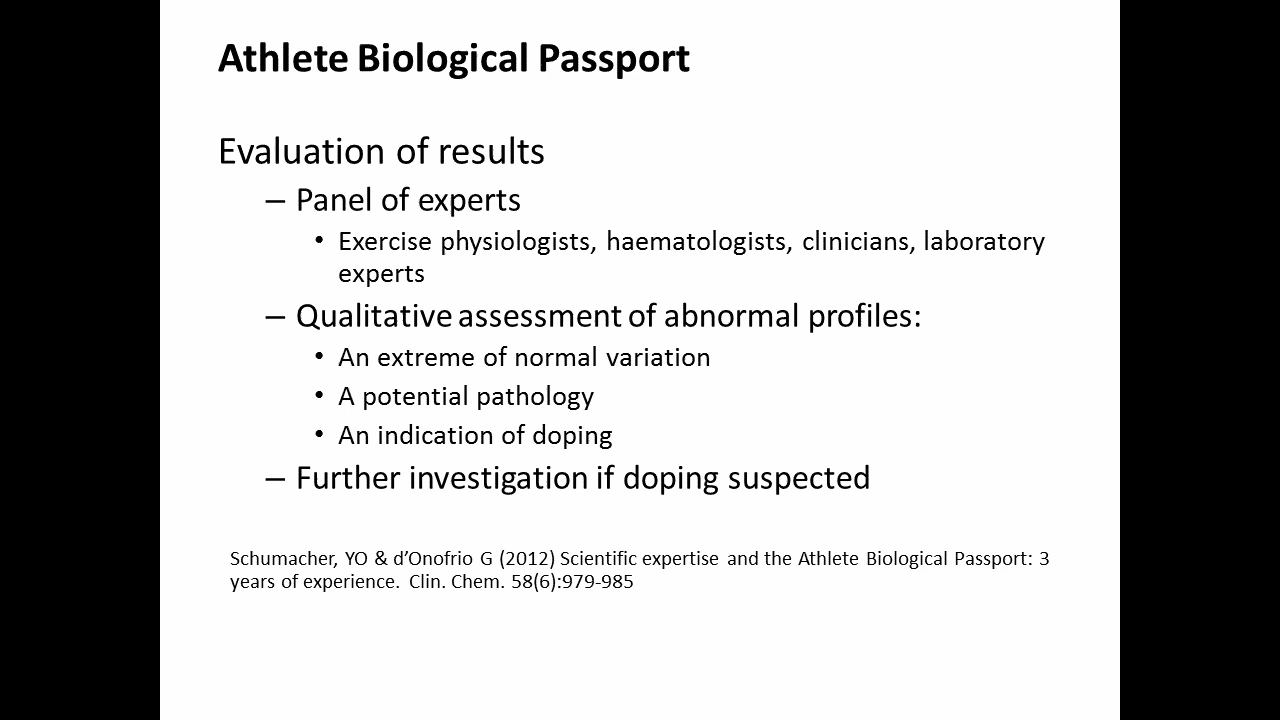 Athlete Biological Passport
Evaluation of results
– Panel of experts
• Exercise physiologists, haematologists, clinicians, laboratory
experts
– Qualitative assessment of abnormal profiles:
• An extreme of normal variation
• A potential pathology
• An indication of doping
– Further investigation if doping suspected
Schumacher, YO & d’Onofrio G (2012) Scientific expertise and the Athlete Biological Passport: 3
years of experience. Clin. Chem. 58(6):979-985